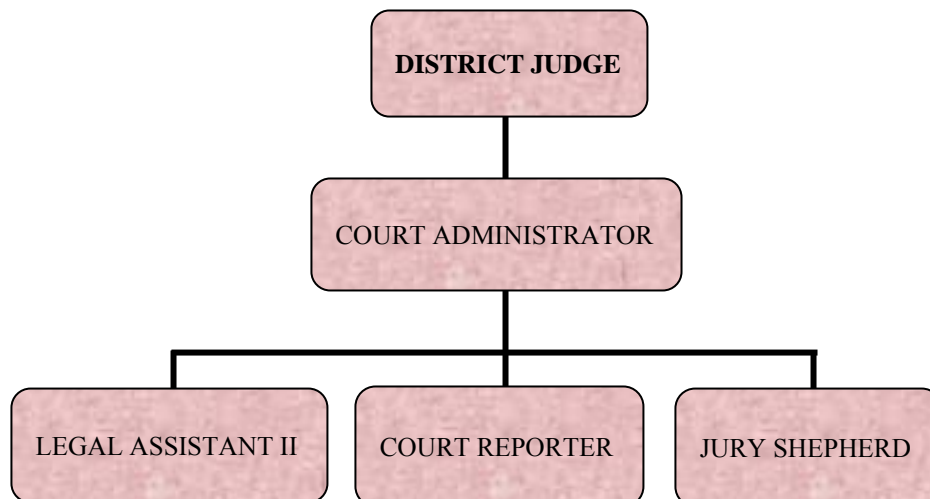 DISTRICT JUDGE
COURT ADMINISTRATOR
LEGAL ASSISTANT II
COURT REPORTER
JURY SHEPHERD